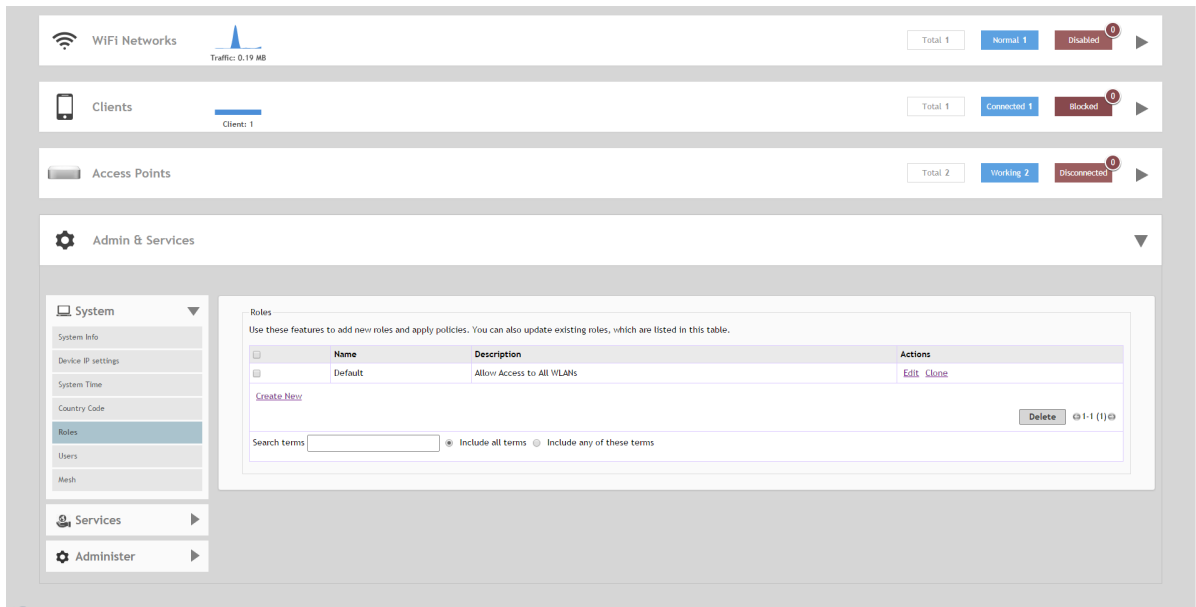 WiFi Networks
Traffic: 0.19 MB
Total 1
Normal 1
Disabled
0
Clients
Client: 1
Total 1
Connected 1
Blocked
0
Access Points
Total 2
Working 2
Disconnected
0
Admin & Services
System
System Info
Device IP settings
System Time
Country Code
Roles
Users
Mesh
Services
Administer
Roles
Use these features to add new roles and apply policies. You can also update existing roles, which are listed in this table.
Name Description Actions
Default Allow Access to All WLANs Edit Clone
Create New
Delete 1-1 (1)
Search terms Include all terms Include any of these terms